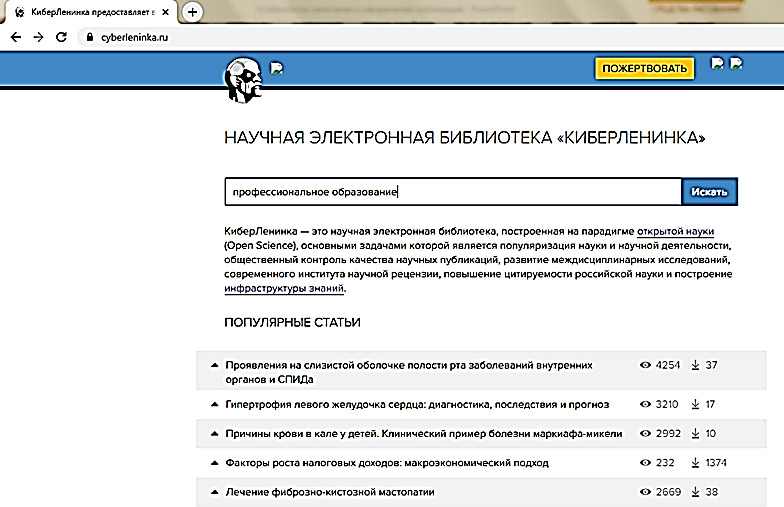 КиберЛенинка предоставляет в
cyberleninka.ru
ПОЖЕРТВОВАТЬ
НАУЧНАЯ ЭЛЕКТРОННАЯ БИБЛИОТЕКА «КИБЕРЛЕНИНКА»
профессиональное образование
Искать
КиберЛенинка — это научная электронная библиотека, построенная на парадигме открытой науки
(Open Science), основными задачами которой является популяризация науки и научной деятельности,
общественный контроль качества научных публикаций, развитие междисциплинарных исследований,
современного института научной рецензии, повышение цитируемости российской науки и построение
инфраструктуры знаний.
ПОПУЛЯРНЫЕ СТАТЬИ
Проявления на слизистой оболочке полости рта заболеваний внутренних
органов и СПИДа
4254 37
Гипертрофия левого желудочка сердца: диагностика, последствия и прогноз 3210 17
Причины крови в кале у детей. Клинический пример болезни маркиафа-микели 2992 10
Факторы роста налоговых доходов: макроэкономический подход 232 1374
Лечение фиброзно-кистозной мастопатии 2669 38